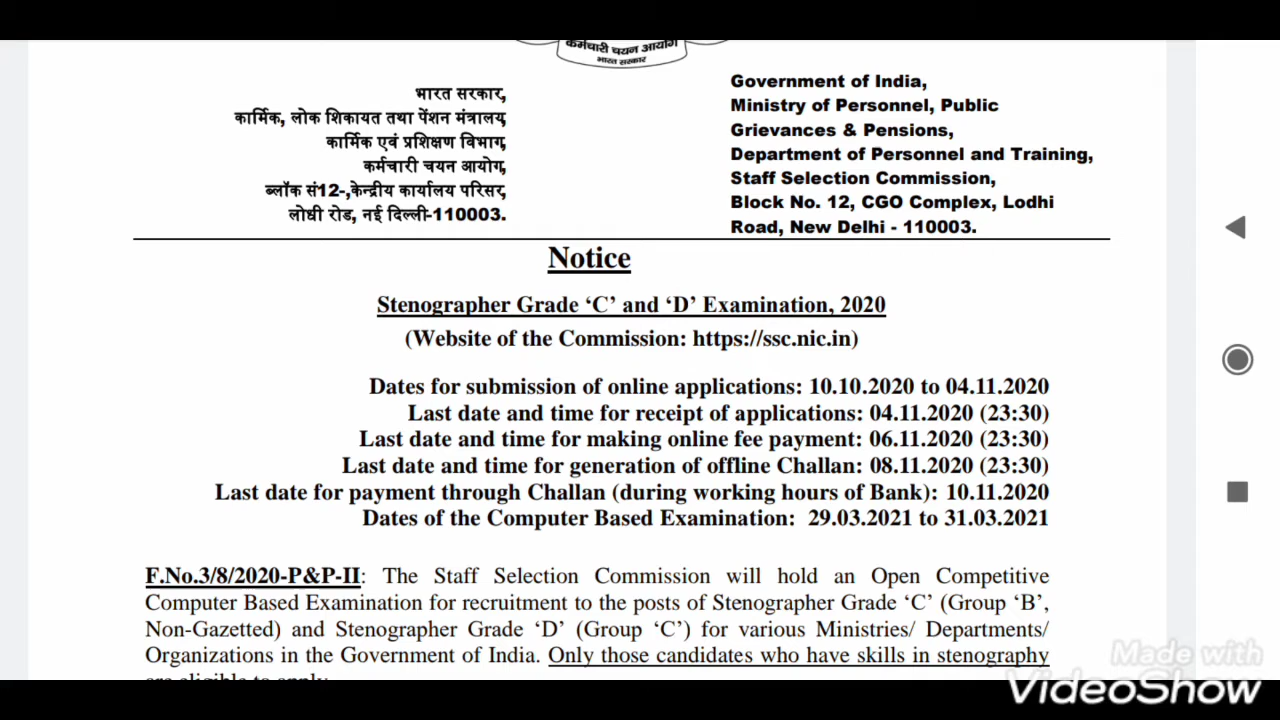 कर्मचारी चयन आयोग
भारत सरकार
भारत सरकार,
कार्मिक, लोक शिकायत तथा पेंशन मंत्रालय,
कार्मिक एवं प्रशिक्षण विभाग,
कर्मचारी चयन आयोग,
ब्लॉक सं12-,केन्द्रीय कार्यालय परिसर,
लोधी रोड, नई दिल्ली-110003.
Government of India,
Ministry of Personnel, Public
Grievances & Pensions,
Department of Personnel and Training,
Staff Selection Commission,
Block No. 12, CGO Complex, Lodhi
Road, New Delhi - 110003.
Notice
Stenographer Grade ‘C’ and ‘D’ Examination, 2020
(Website of the Commission: https://ssc.nic.in)
Dates for submission of online applications: 10.10.2020 to 04.11.2020
Last date and time for receipt of applications: 04.11.2020 (23:30)
Last date and time for making online fee payment: 06.11.2020 (23:30)
Last date and time for generation of offline Challan: 08.11.2020 (23:30)
Last date for payment through Challan (during working hours of Bank): 10.11.2020
Dates of the Computer Based Examination: 29.03.2021 to 31.03.2021
F.No.3/8/2020-P&P-II: The Staff Selection Commission will hold an Open Competitive
Computer Based Examination for recruitment to the posts of Stenographer Grade ‘C’ (Group ‘B’,
Non-Gazetted) and Stenographer Grade ‘D’ (Group ‘C’) for various Ministries/ Departments/
Organizations in the Government of India. Only those candidates who have skills in stenography
are eligible to apply
Made with
VideoShow